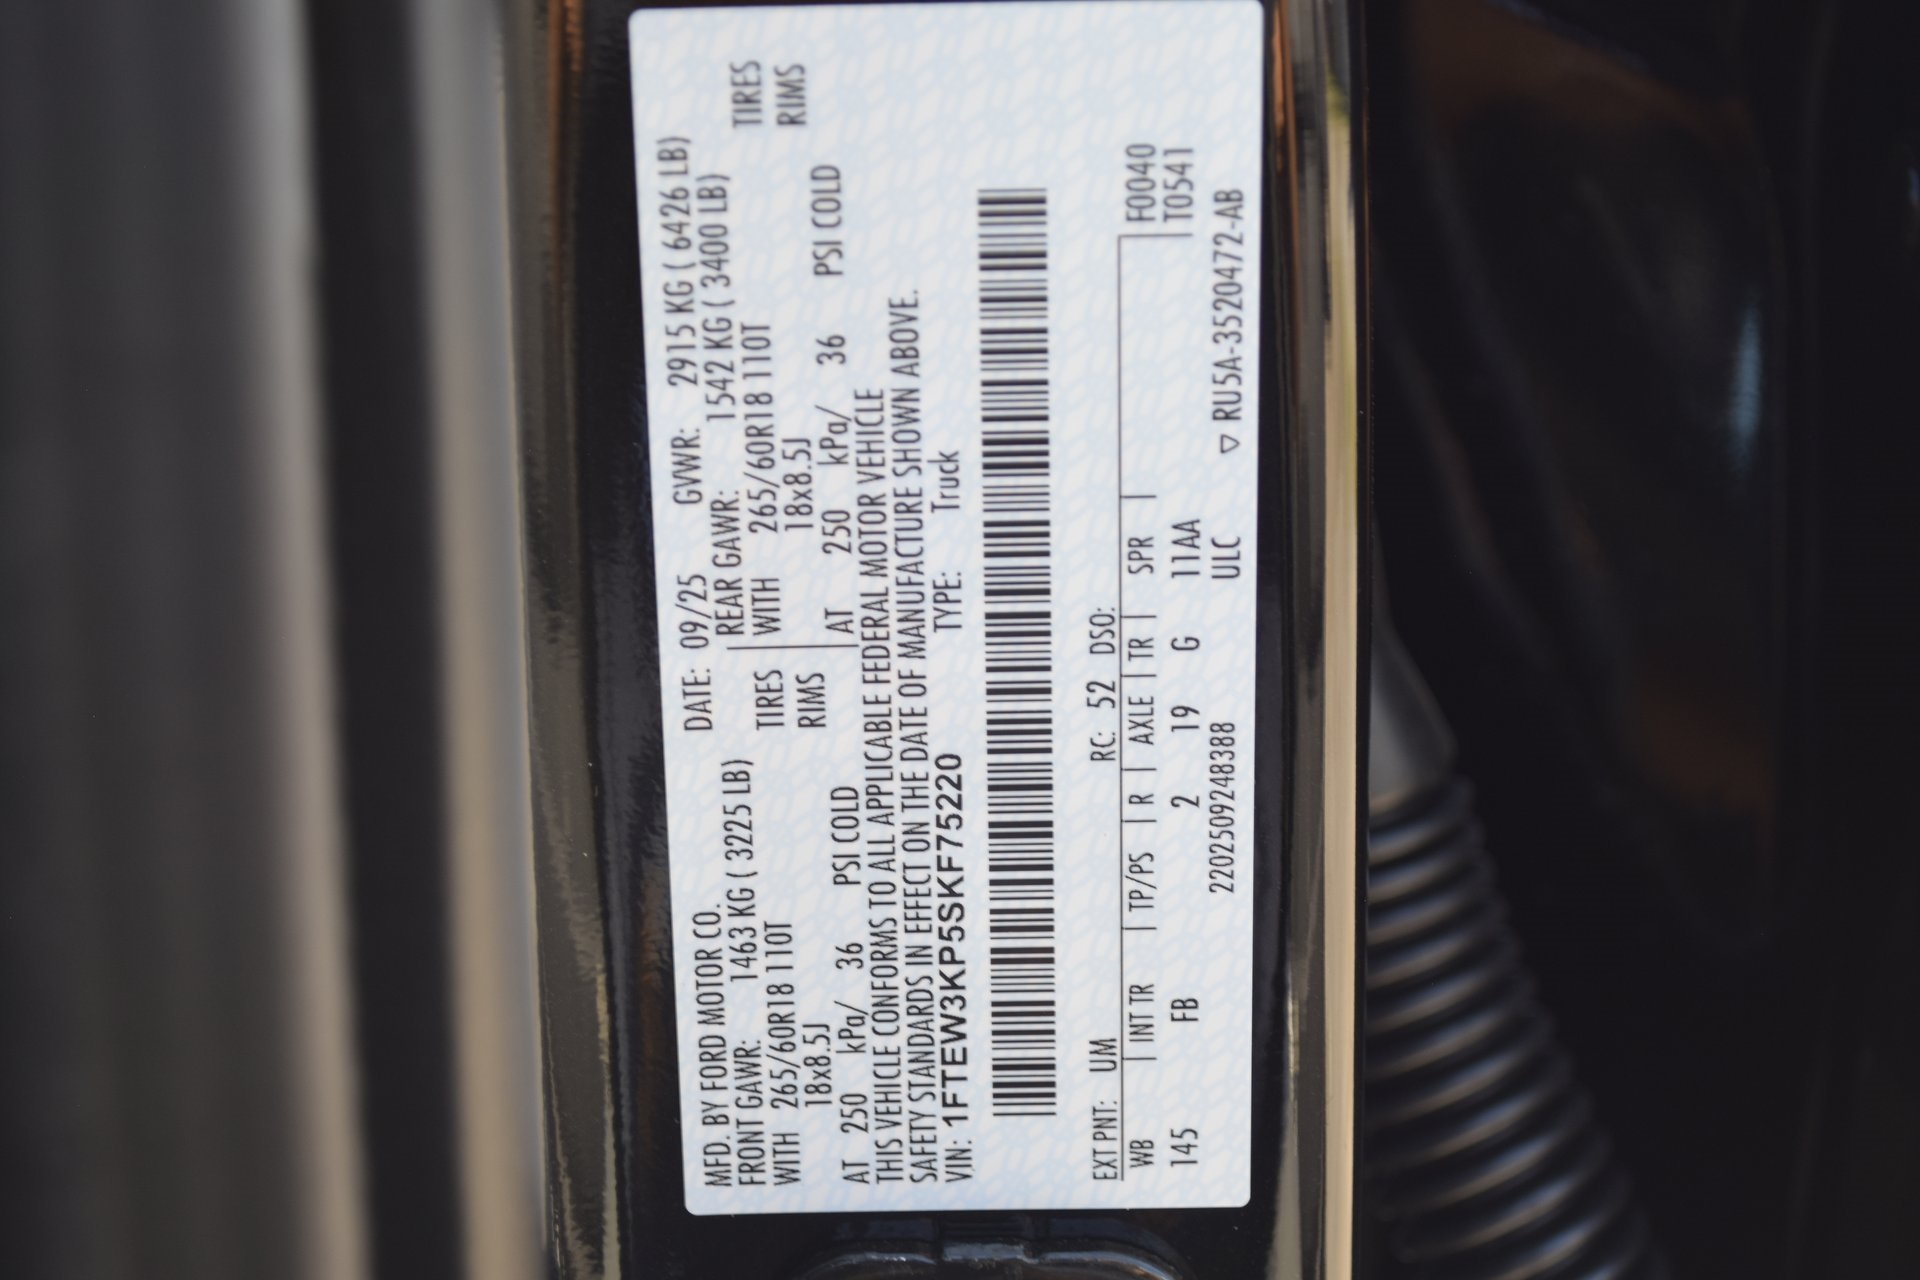 MFD. BY FORD MOTOR CO. DATE: 09/25 GVWR: 2915 KG ( 6426 LB)
FRONT GAWR: 1463 KG ( 3225 LB) REAR GAWR: 1542 KG ( 3400 LB)
WITH 265/60R18 110T TIRES WITH 265/60R18 110T TIRES
18x8.5J RIMS 18x8.5J RIMS
AT 250 kPa/ 36 PSI COLD AT 250 kPa/ 36 PSI COLD
THIS VEHICLE CONFORMS TO ALL APPLICABLE FEDERAL MOTOR VEHICLE
SAFETY STANDARDS IN EFFECT ON THE DATE OF MANUFACTURE SHOWN ABOVE.
VIN: 1FTEW3KP5SKF75220 TYPE: Truck
EXT PNT: UM RC: 52 DSO:
WB INT TR TP/PS R AXLE TR SPR F0040
145 FB 2 19 G 11AA T0541
220250924838​8 ULC ▽ RU5A-3520472-AB